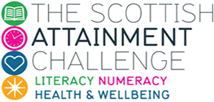 THE SCOTTISH
ATTAINMENT
CHALLENGE
LITERACY NUMERACY
HEALTH & WELLBEING